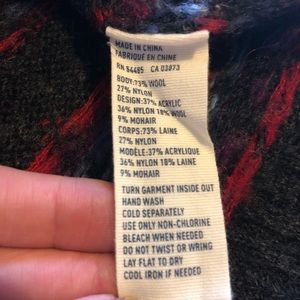 MADE IN CHINA
FABRIQUÉ EN CHINE
RN 54485 CA 03973
BODY:73% WOOL
27% NYLON
DESIGN:37% ACRYLIC
36% NYLON 18% WOOL
9% MOHAIR
CORPS:73% LAINE
27% NYLON
MODÈLE:37% ACRYLIQUE
36% NYLON 18% LAINE
9% MOHAIR
TURN GARMENT INSIDE OUT
HAND WASH
COLD SEPARATELY
USE ONLY NON-CHLORINE
BLEACH WHEN NEEDED
DO NOT TWIST OR WRING
LAY FLAT TO DRY
COOL IRON IF NEEDED